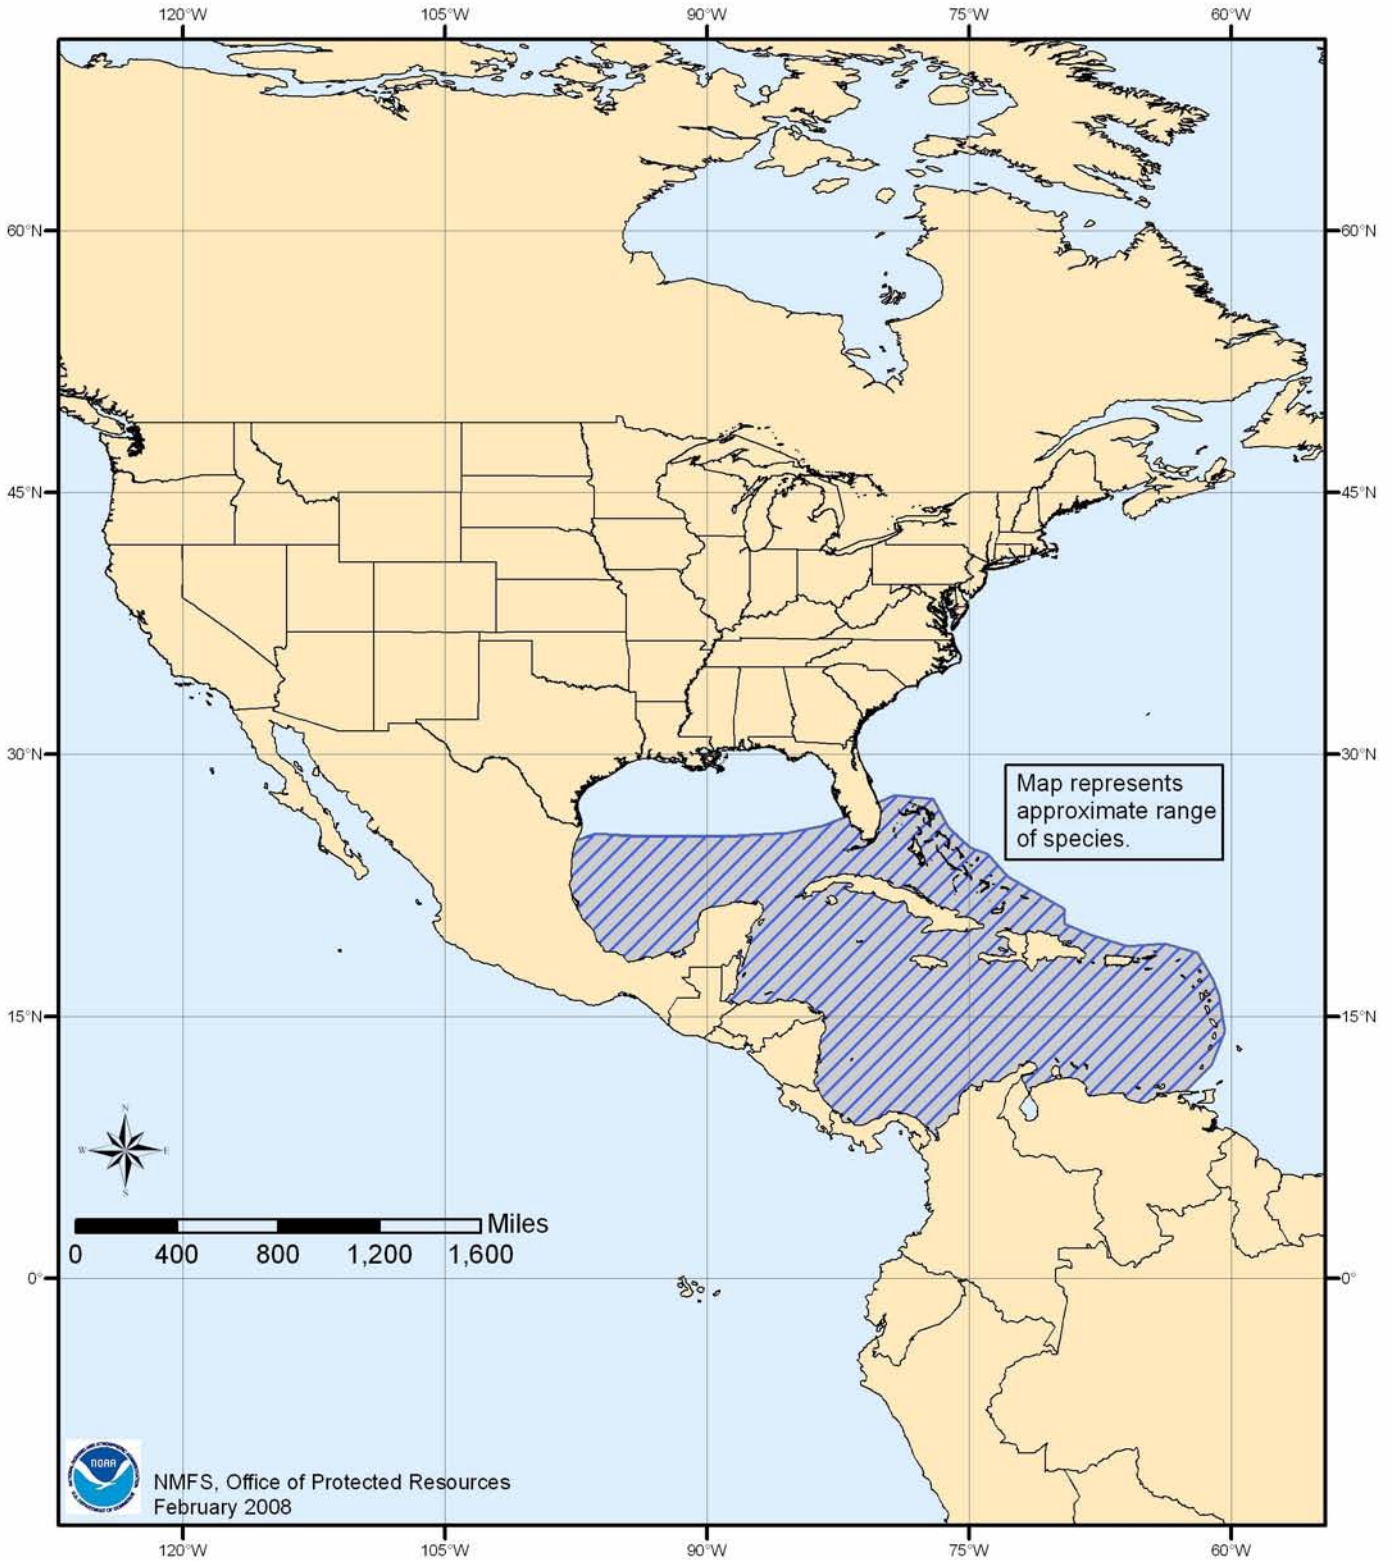 120°W 105°W 90°W 75°W 60°W
60°N 60°N
45°N 45°N
30°N 30°N
Map represents
approximate range
of species.
15°N 15°N
N
W E
S
Miles
0 400 800 1,200 1,600
0° 0°
NOAA
NMFS, Office of Protected Resources
February 2008
120°W 105°W 90°W 75°W 60°W